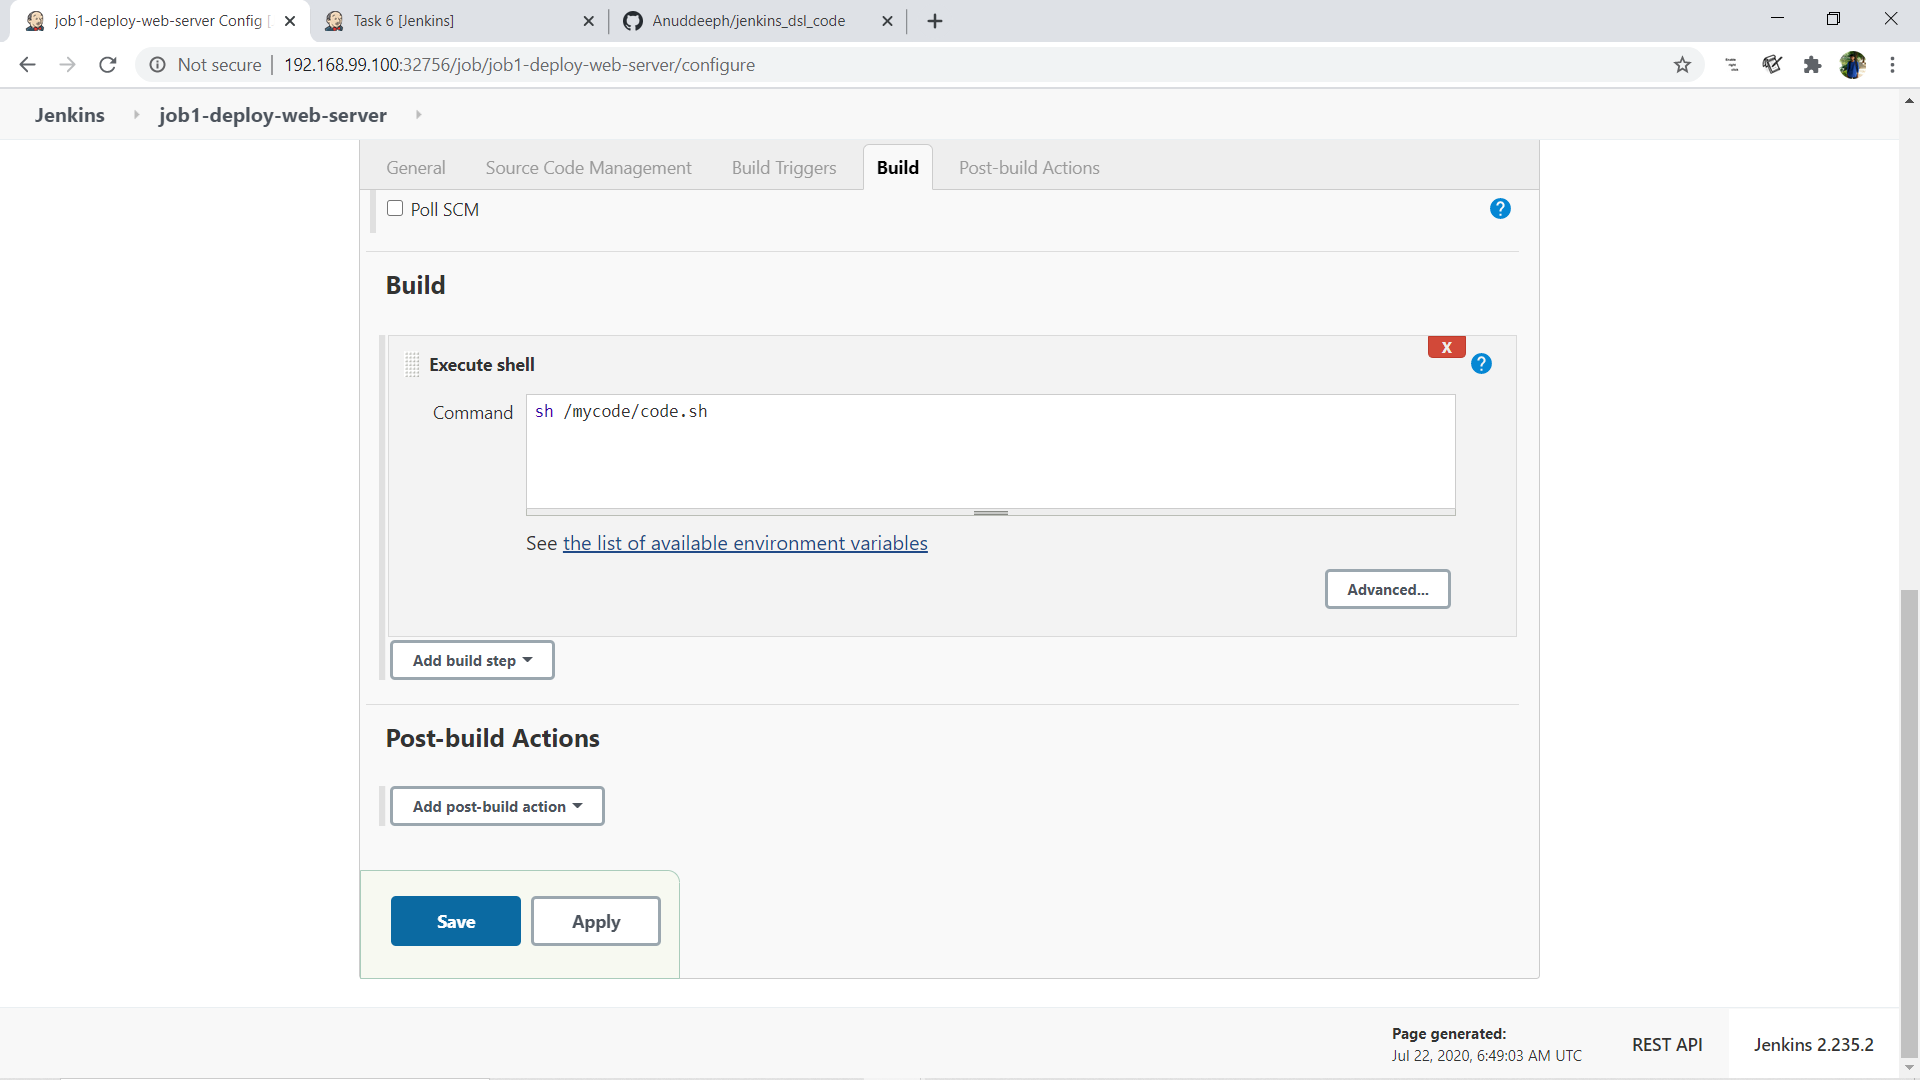 job1-deploy-web-server Config [
Task 6 [Jenkins]
Anuddeeph/jenkins_dsl_code
Not secure
192.168.99.100:32756/job/job1-deploy-web-server/configure
Jenkins
job1-deploy-web-server
General
Source Code Management
Build Triggers
Build
Post-build Actions
Poll SCM
?
Build
X
Execute shell
?
Command
sh /mycode/code.sh
See the list of available environment variables
Advanced...
Add build step
Post-build Actions
Add post-build action
Save
Apply
Page generated:
Jul 22, 2020, 6:49:03 AM UTC
REST API
Jenkins 2.235.2